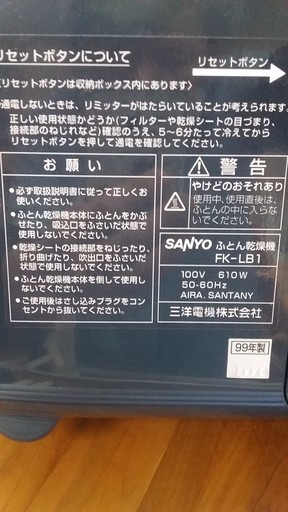 リセットボタンについて
リセットボタン
(リセットボタンは収納ボックス内にあります)
通電しないときは、リミッターがはたらいていることが考えられます。
正しい使用状態かどうか(フィルターや乾燥シートの目づまり、
接続部のねじれなど)確認のうえ、5~6分たって冷えてから
リセットボタンを押して通電を確認してください。
お願い
●必ず取扱説明書に従って正しくお
使いください。
●ふとん乾燥機本体にふとんをかぶ
せたり、吸込口をふさいだ状態で
使用しないでください。
●乾燥シートの接続部をねじったり、
折り曲げたり、吹出口をふさいだ
状態で使用しないでください。
●ふとん乾燥機本体を倒して使用し
ないでください。
●ご使用後はさし込みプラグをコン
セントから抜いてください。
警告
やけどのおそれあり
使用中、使用直後は、
ふとんの中に入らな
いでください。
SANYO ふとん乾燥機
FK-LB1
100V 610W
50-60Hz
AIRA. SANTANY
三洋電機株式会社
99年製